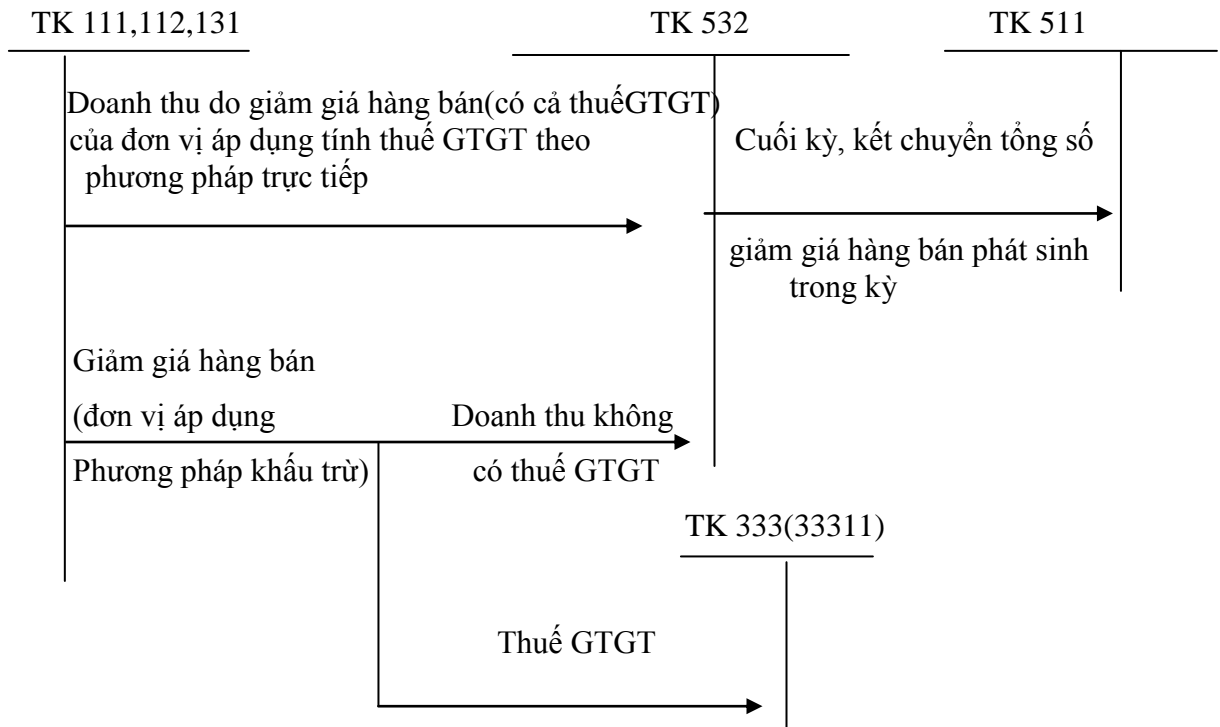 TK 111,112,131
TK 532
TK 511
Doanh thu do giảm giá hàng bán(có cả thuếGTGT)
của đơn vị áp dụng tính thuế GTGT theo
phương pháp trực tiếp
Cuối kỳ, kết chuyển tổng số
giảm giá hàng bán phát sinh
trong kỳ
Giảm giá hàng bán
(đơn vị áp dụng
Phương pháp khấu trừ)
Doanh thu không
có thuế GTGT
TK 333(33311)
Thuế GTGT